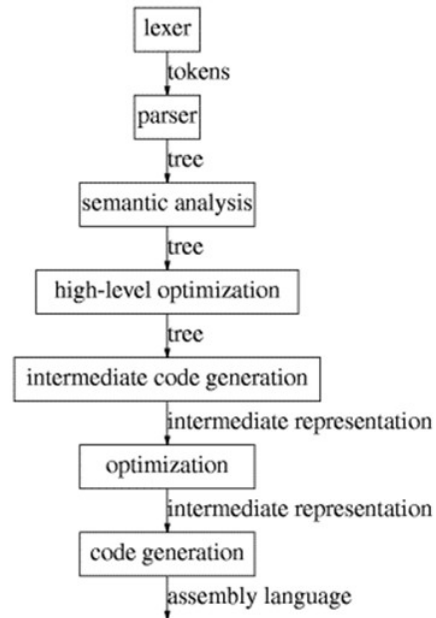 lexer
tokens
parser
tree
semantic analysis
tree
high-level optimization
tree
intermediate code generation
intermediate representation
optimization
intermediate representation
code generation
assembly language